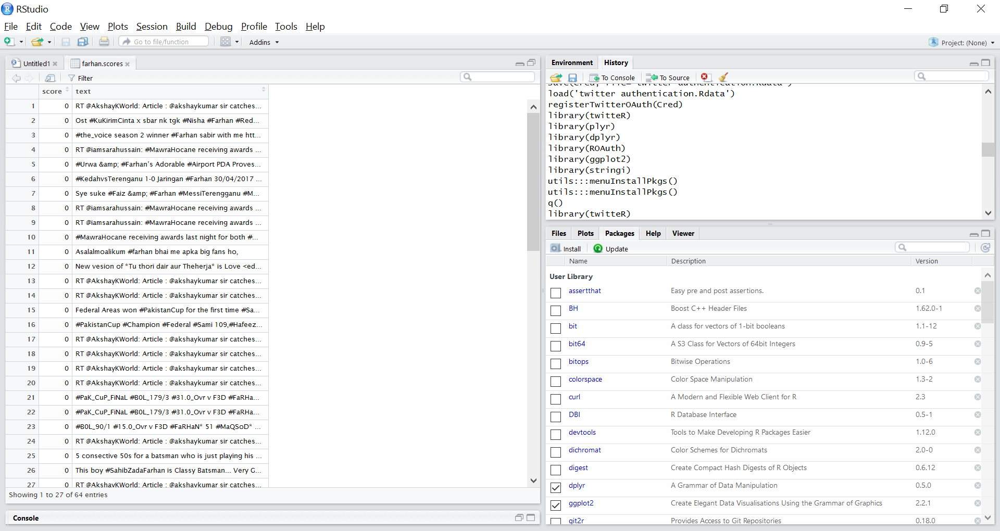 RStudio
File Edit Code View Plots Session Build Debug Profile Tools Help
Go to file/function Addins Project: (None)
Untitled1 farhan.scores
Filter
score text
1 0 RT @AkshayKWorld: Article : @akshaykumar sir catches...
2 0 Ost #KuKirimCinta x sbar nk tgk #Nisha #Farhan #Red...
3 0 #the_voice season 2 winner #Farhan sabir with me htt...
4 0 RT @iamsarahussain: #MawraHocane receiving awards ...
5 0 #Urwa &amp; #Farhan's Adorable #Airport PDA Proves...
6 0 #KedahvsTerenganu 1-0 Jaringan #Farhan 30/04/2017 ...
7 0 Sye suke #Faiz &amp; #Farhan #MessiTerengganu #M...
8 0 RT @iamsarahussain: #MawraHocane receiving awards ...
9 0 RT @iamsarahussain: #MawraHocane receiving awards ...
10 0 #MawraHocane receiving awards last night for both #...
11 0 Asalalmoalikum #farhan bhai me apka big fans ho,
12 0 New vesion of *Tu thori dair aur Theherja* is Love <ed...
13 0 RT @AkshayKWorld: Article : @akshaykumar sir catches...
14 0 RT @AkshayKWorld: Article : @akshaykumar sir catches...
15 0 Federal Areas won #PakistanCup for the first time #Sa...
16 0 #PakistanCup #Champion #Federal #Sami 109,#Hafeez...
17 0 RT @AkshayKWorld: Article : @akshaykumar sir catches...
18 0 RT @AkshayKWorld: Article : @akshaykumar sir catches...
19 0 RT @AkshayKWorld: Article : @akshaykumar sir catches...
20 0 RT @AkshayKWorld: Article : @akshaykumar sir catches...
21 0 #PaK_CuP_FiNaL #B0L_179/3 #31.0_Ovr v F3D #FaRHa...
22 0 #PaK_CuP_FiNaL #B0L_179/3 #31.0_Ovr v F3D #FaRHa...
23 0 #B0L_90/1 #15.0_Ovr v F3D #FaRHaN* 51 #MaQSoD* ...
24 0 RT @AkshayKWorld: Article : @akshaykumar sir catches...
25 0 5 consective 50s for a batsman who is just playing his ...
26 0 This boy #SahibZadaFarhan is Classy Batsman... Very G...
27 0 RT @AkshayKWorld: Article : @akshaykumar sir catches...
Showing 1 to 27 of 64 entries
Console
Environment History
To Console To Source
save(Cred, file='twitter authentication.Rdata')
load('twitter authentication.Rdata')
registerTwitterOAuth(Cred)
library(twitteR)
library(plyr)
library(dplyr)
library(ROAuth)
library(ggplot2)
library(stringi)
utils:::menuInstallPkgs()
utils:::menuInstallPkgs()
q()
library(twitteR)
Files Plots Packages Help Viewer
Install Update
Name Description Version
User Library
assertthat Easy pre and post assertions. 0.1
BH Boost C++ Header Files 1.62.0-1
bit A class for vectors of 1-bit booleans 1.1-12
bit64 A S3 Class for Vectors of 64bit Integers 0.9-5
bitops Bitwise Operations 1.0-6
colorspace Color Space Manipulation 1.3-2
curl A Modern and Flexible Web Client for R 2.3
DBI R Database Interface 0.5-1
devtools Tools to Make Developing R Packages Easier 1.12.0
dichromat Color Schemes for Dichromats 2.0-0
digest Create Compact Hash Digests of R Objects 0.6.12
dplyr A Grammar of Data Manipulation 0.5.0
ggplot2 Create Elegant Data Visualisations Using the Grammar of Graphics 2.2.1
git2r Provides Access to Git Repositories 0.18.0